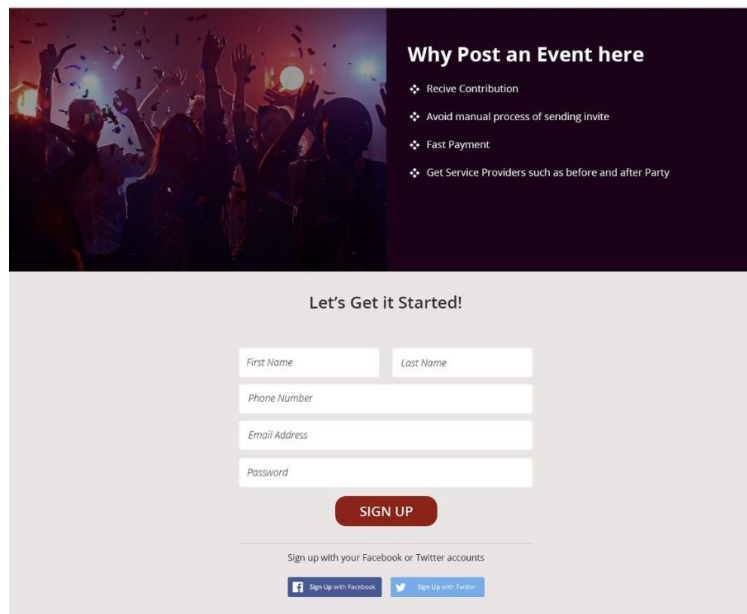 Why Post an Event here
Recive Contribution
Avoid manual process of sending invite
Fast Payment
Get Service Providers such as before and after Party
Let's Get it Started!
First Name
Last Name
Phone Number
Email Address
Password
SIGN UP
Sign up with your Facebook or Twitter accounts
Sign Up with Facebook
Sign Up with Twitter